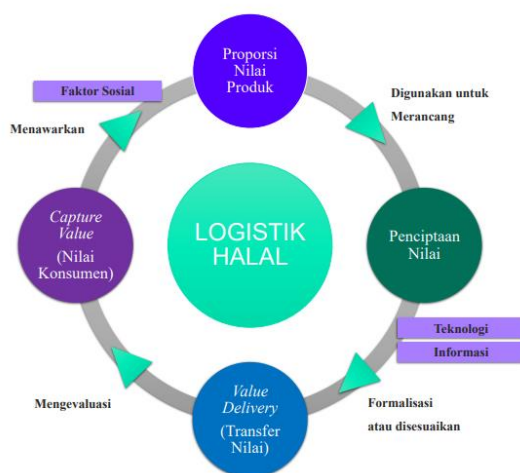 Proporsi
Nilai
Produk
Faktor Sosial
Menawarkan
Digunakan untuk
Merancang
Capture
Value
(Nilai
Konsumen)
LOGISTIK
HALAL
Penciptaan
Nilai
Teknologi
Informasi
Mengevaluasi
Value
Delivery
(Transfer
Nilai)
Formalisasi
atau disesuaikan